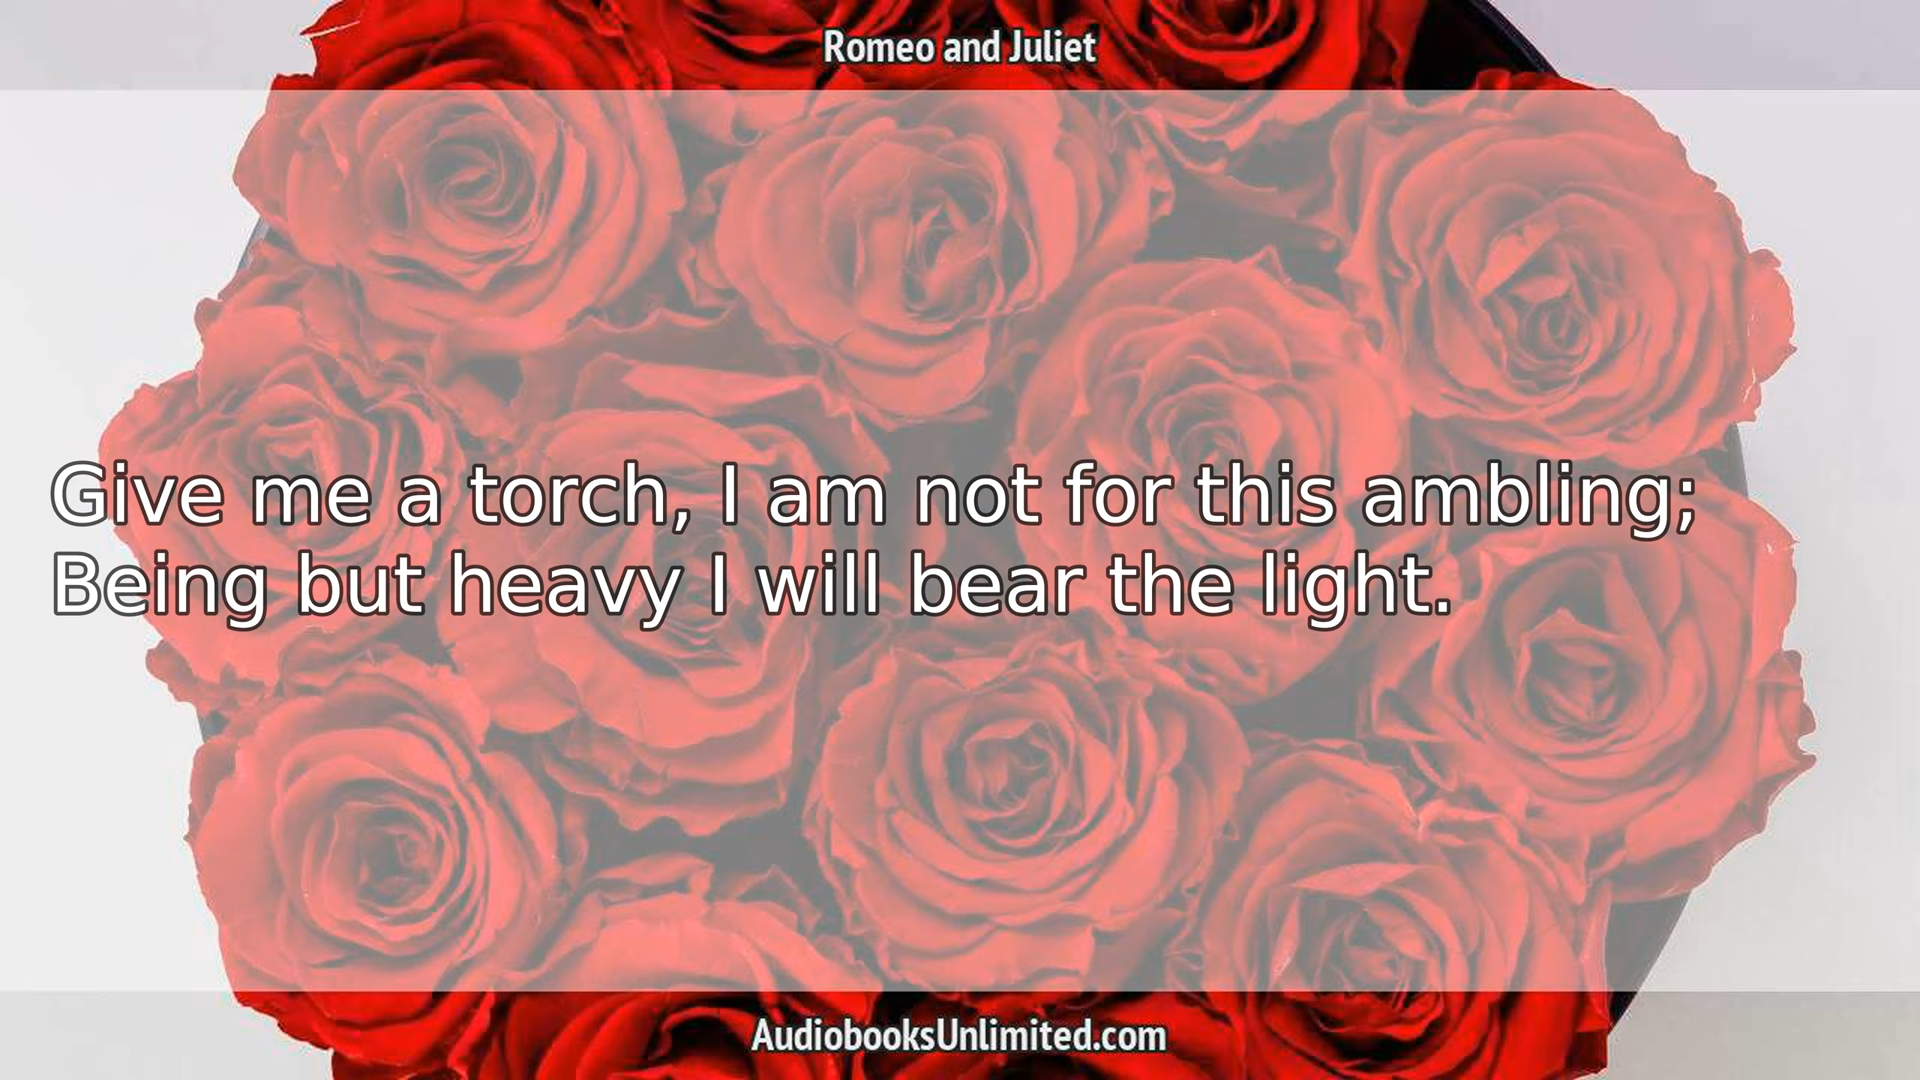 Romeo and Juliet
Give me a torch, I am not for this ambling;
Being but heavy I will bear the light.
AudiobooksUnlimited.com